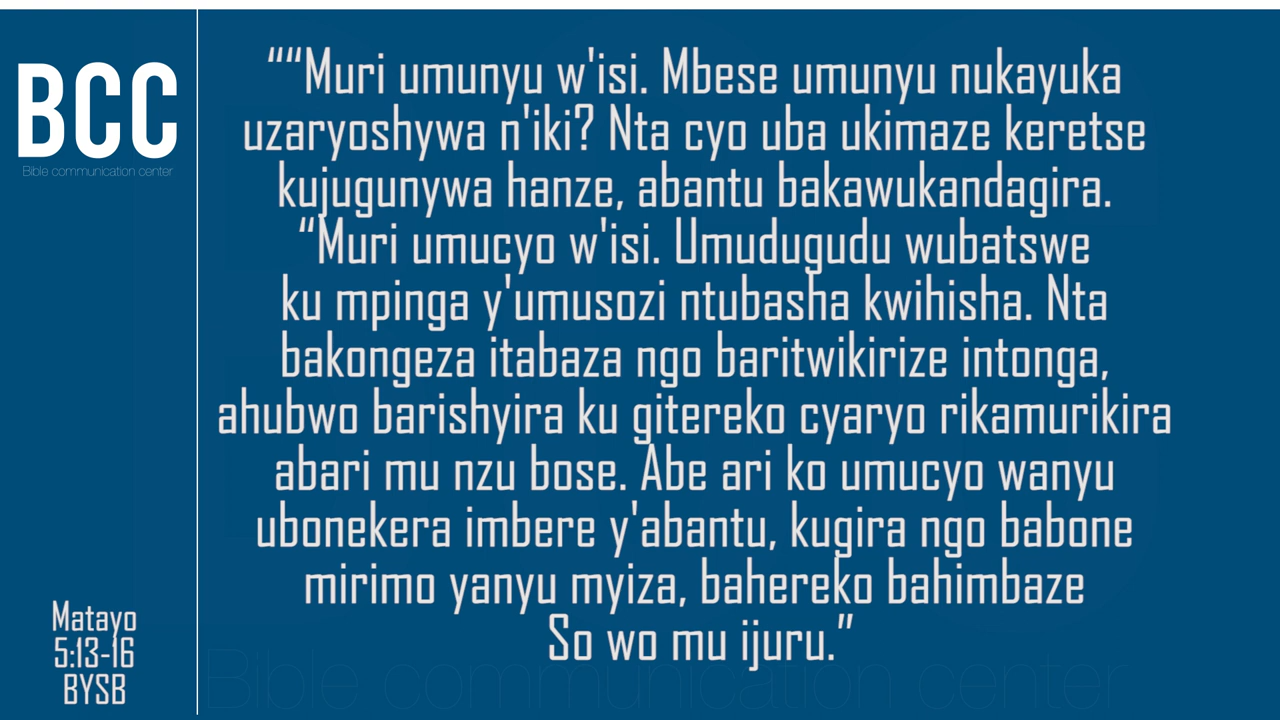 BCC
Bible communication center
““Muri umunyu w'isi. Mbese umunyu nukayuka
uzaryoshywa n'iki? Nta cyo uba ukimaze keretse
kujugunywa hanze, abantu bakawukandagira.
“Muri umucyo w'isi. Umudugudu wubatswe
ku mpinga y'umusozi ntubasha kwihisha. Nta
bakongeza itabaza ngo baritwikirize intonga,
ahubwo barishyira ku gitereko cyaryo rikamurikira
abari mu nzu bose. Abe ari ko umucyo wanyu
ubonekera imbere y'abantu, kugira ngo babone
mirimo yanyu myiza, bahereko bahimbaze
So wo mu ijuru.”
Matayo
5:13-16
BYSB
Bible communication center